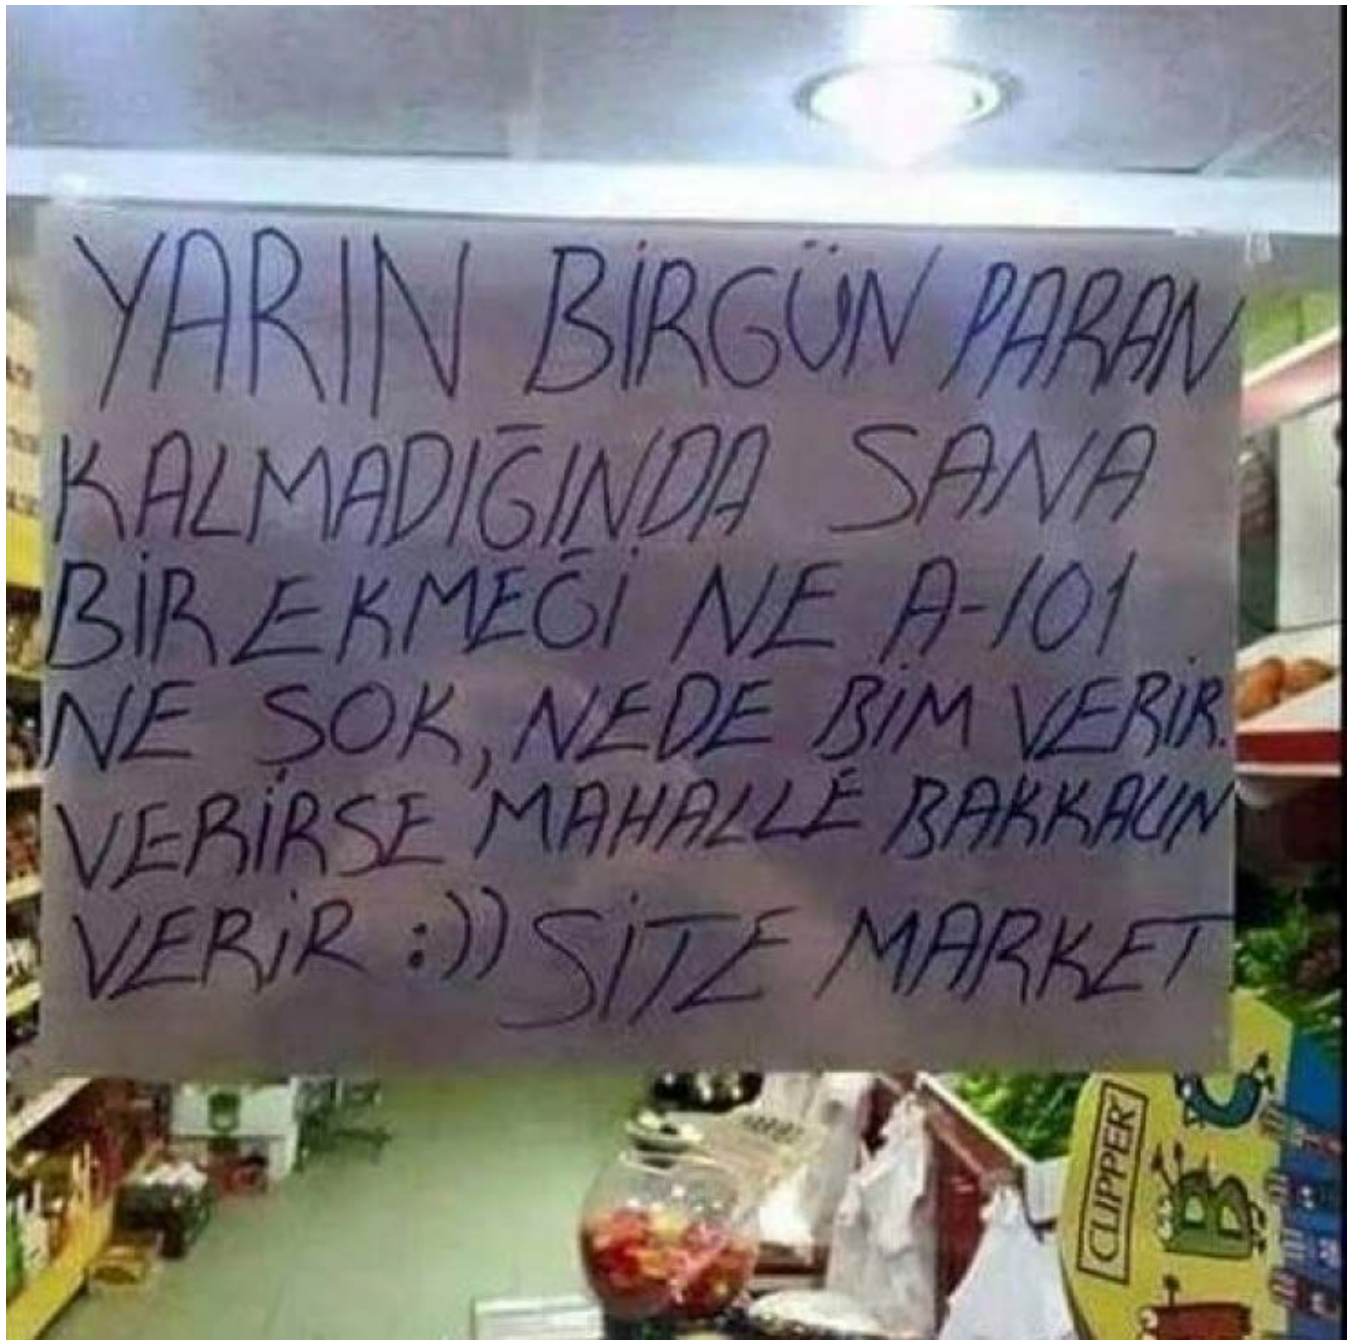 YARIN BİRGÜN PARAN
KALMADIĞINDA SANA
BİR EKMEĞİ NE A-101
NE ŞOK, NEDE BİM VERİR.
VERİRSE MAHALLE BAKKALIN
VERİR :)) SİTE MARKET
CLIPPER